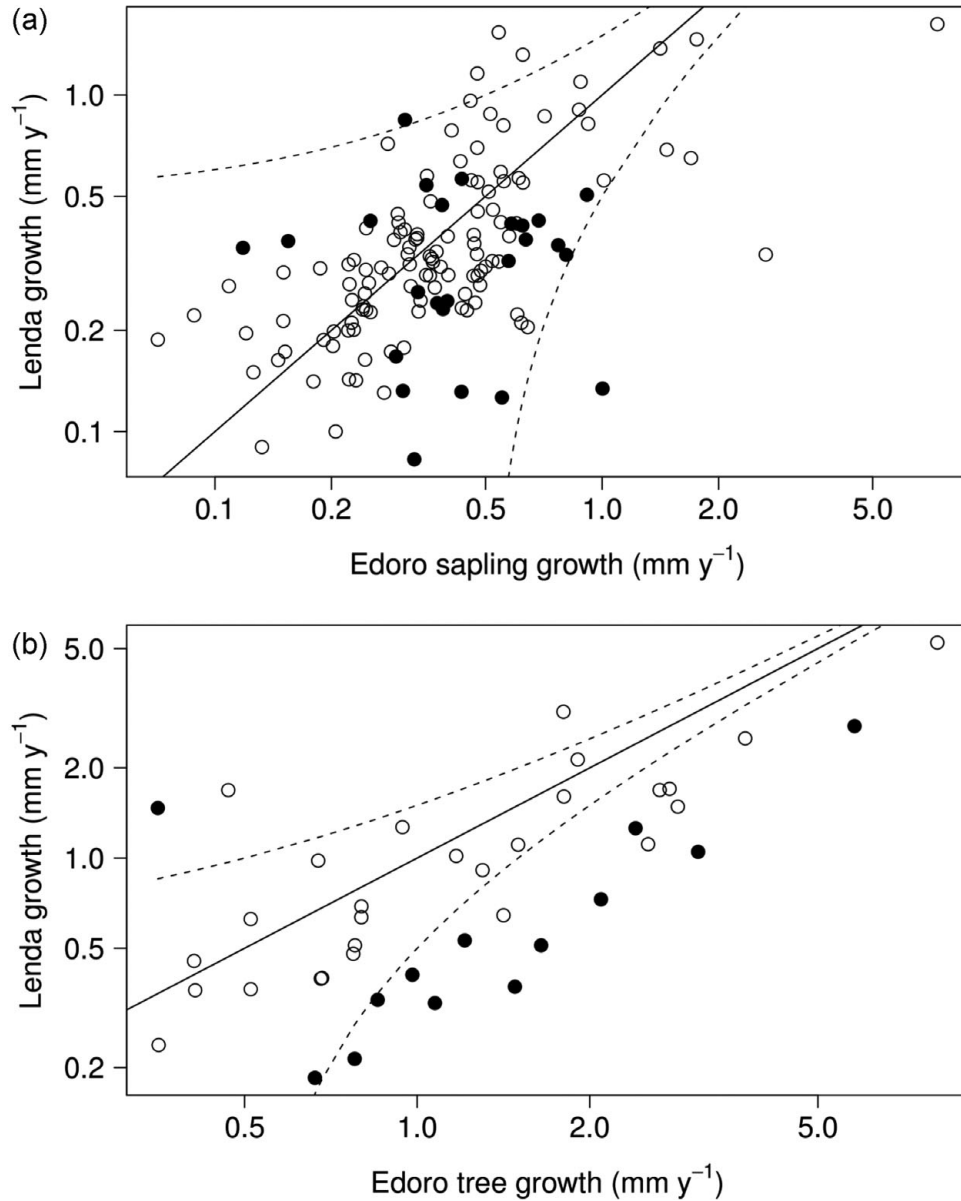 (a)
1.0
0.5
0.2
0.1
Lenda growth (mm y⁻¹)
0.1 0.2 0.5 1.0 2.0 5.0
Edoro sapling growth (mm y⁻¹)
(b)
5.0
2.0
1.0
0.5
0.2
Lenda growth (mm y⁻¹)
0.5 1.0 2.0 5.0
Edoro tree growth (mm y⁻¹)